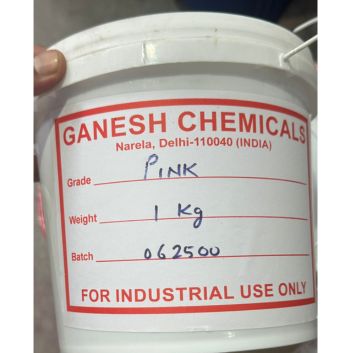 GANESH CHEMICALS
Narela, Delhi-110040 (INDIA)
Grade PINK
Weight 1 Kg
Batch 062500
FOR INDUSTRIAL USE ONLY